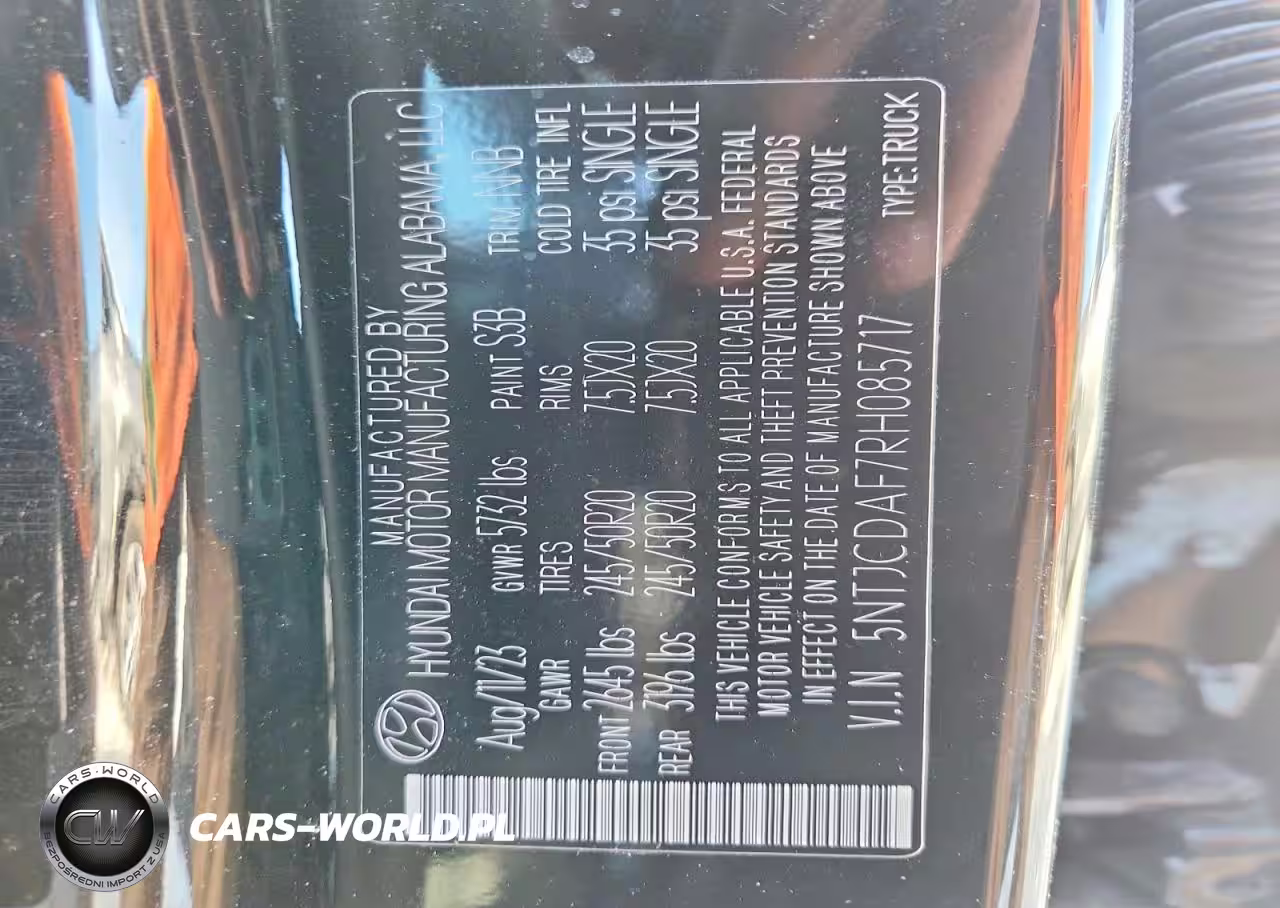 MANUFACTURED BY
HYUNDAI MOTOR MANUFACTURING ALABAMA, LLC
Aug/11/23 GVWR 5732 lbs PAINT S3B TRIM NNB
GAWR TIRES RIMS COLD TIRE INFL
FRONT 2645 lbs 245/50R20 7.5JX20 35 psi SINGLE
REAR 3196 lbs 245/50R20 7.5JX20 35 psi SINGLE
THIS VEHICLE CONFORMS TO ALL APPLICABLE U.S.A. FEDERAL
MOTOR VEHICLE SAFETY AND THEFT PREVENTION STANDARDS
IN EFFECT ON THE DATE OF MANUFACTURE SHOWN ABOVE
V.I.N 5NTJCDAF7RH085717 TYPE:TRUCK
CARS-WORLD
CW
BEZPOŚREDNI IMPORT Z USA
CARS-WORLD.PL